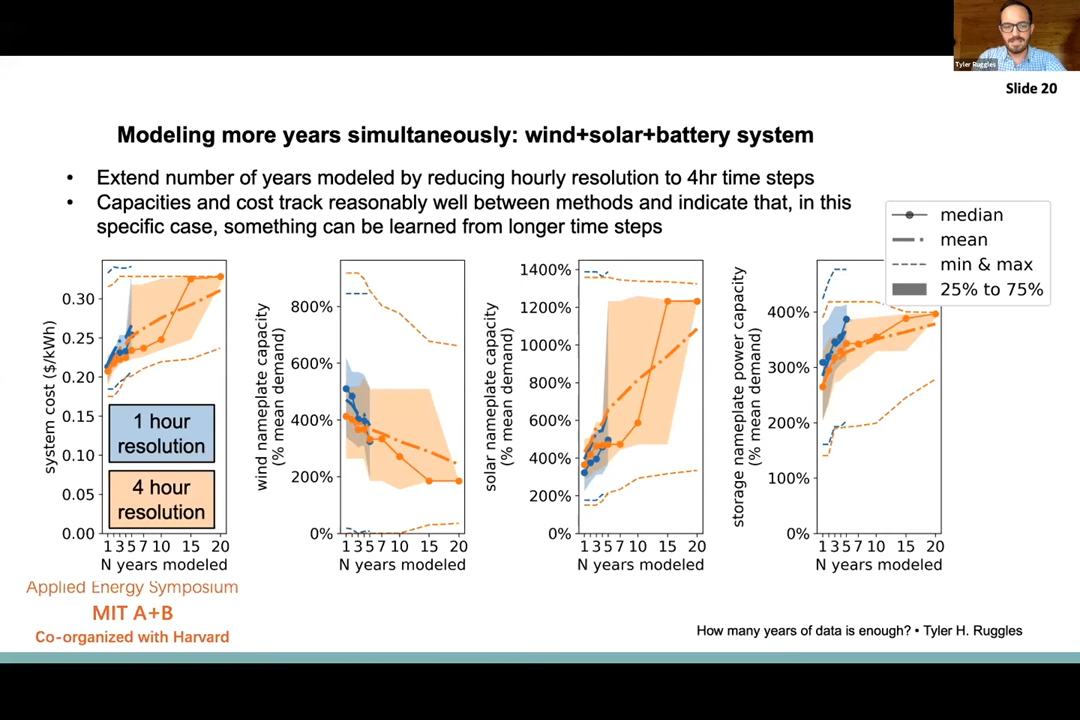 Tyler Ruggles
Slide 20
Modeling more years simultaneously: wind+solar+battery system
• Extend number of years modeled by reducing hourly resolution to 4hr time steps
• Capacities and cost track reasonably well between methods and indicate that, in this
specific case, something can be learned from longer time steps
median
mean
min & max
25% to 75%
system cost ($/kWh)
0.30
0.25
0.20
0.15
0.10
0.05
0.00
1 hour
resolution
4 hour
resolution
1 3 5 7 10 15 20
N years modeled
wind nameplate capacity
(% mean demand)
800%
600%
400%
200%
0%
1 3 5 7 10 15 20
N years modeled
solar nameplate capacity
(% mean demand)
1400%
1200%
1000%
800%
600%
400%
200%
0%
1 3 5 7 10 15 20
N years modeled
storage nameplate power capacity
(% mean demand)
400%
300%
200%
100%
0%
1 3 5 7 10 15 20
N years modeled
Applied Energy Symposium
MIT A+B
Co-organized with Harvard
How many years of data is enough? • Tyler H. Ruggles